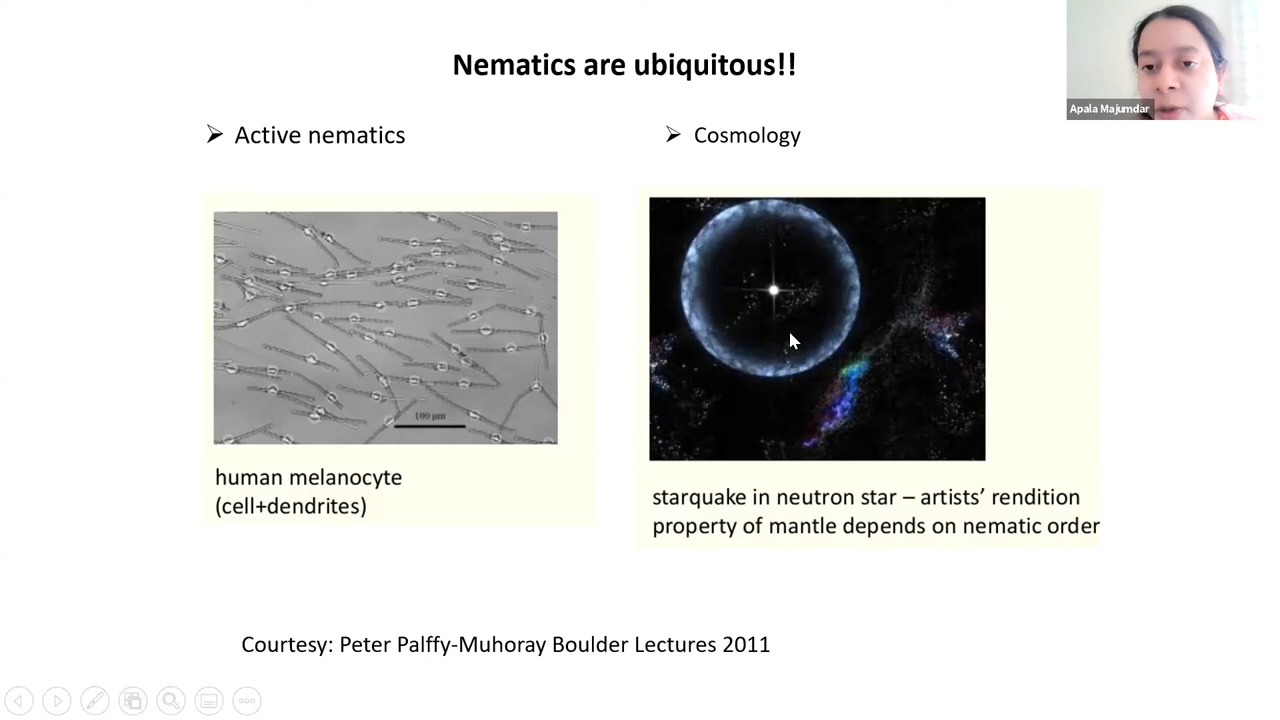 Nematics are ubiquitous!!
Apala Majumdar
Active nematics
Cosmology
100 µm
human melanocyte
(cell+dendrites)
starquake in neutron star – artists’ rendition
property of mantle depends on nematic order
Courtesy: Peter Palffy-Muhoray Boulder Lectures 2011